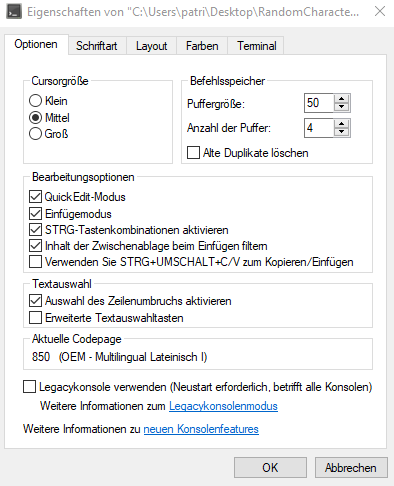 Eigenschaften von "C:\Users\patri\Desktop\RandomCharacte...
Optionen Schriftart Layout Farben Terminal
Cursorgröße
Klein
Mittel
Groß
Befehlsspeicher
Puffergröße: 50
Anzahl der Puffer: 4
Alte Duplikate löschen
Bearbeitungsoptionen
QuickEdit-Modus
Einfügemodus
STRG-Tastenkombinationen aktivieren
Inhalt der Zwischenablage beim Einfügen filtern
Verwenden Sie STRG+UMSCHALT+C/V zum Kopieren/Einfügen
Textauswahl
Auswahl des Zeilenumbruchs aktivieren
Erweiterte Textauswahltasten
Aktuelle Codepage
850 (OEM - Multilingual Lateinisch I)
Legacykonsole verwenden (Neustart erforderlich, betrifft alle Konsolen)
Weitere Informationen zum Legacykonsolenmodus
Weitere Informationen zu neuen Konsolenfeatures
OK Abbrechen